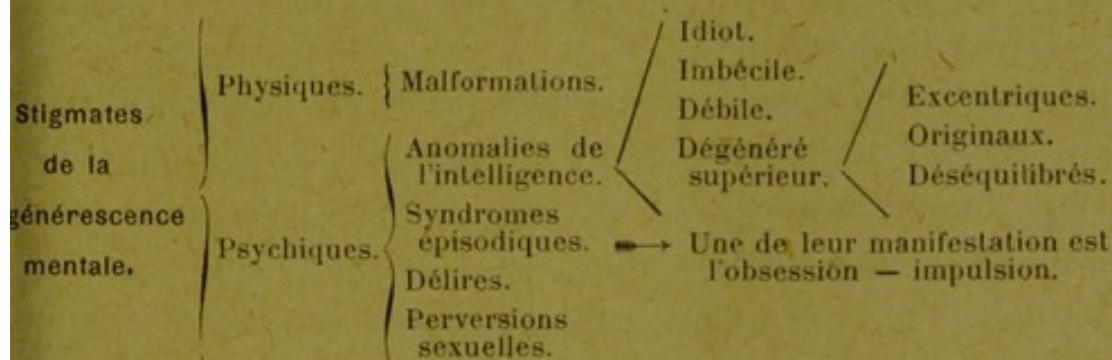 Stigmates
de la
générescence
mentale.
Physiques.
Malformations.
Psychiques.
Anomalies de
l'intelligence.
Syndromes
épisodiques.
Délires.
Perversions
sexuelles.
Idiot.
Imbécile.
Débile.
Dégénéré
supérieur.
Excentriques.
Originaux.
Déséquilibrés.
Une de leur manifestation est
l'obsession — impulsion.